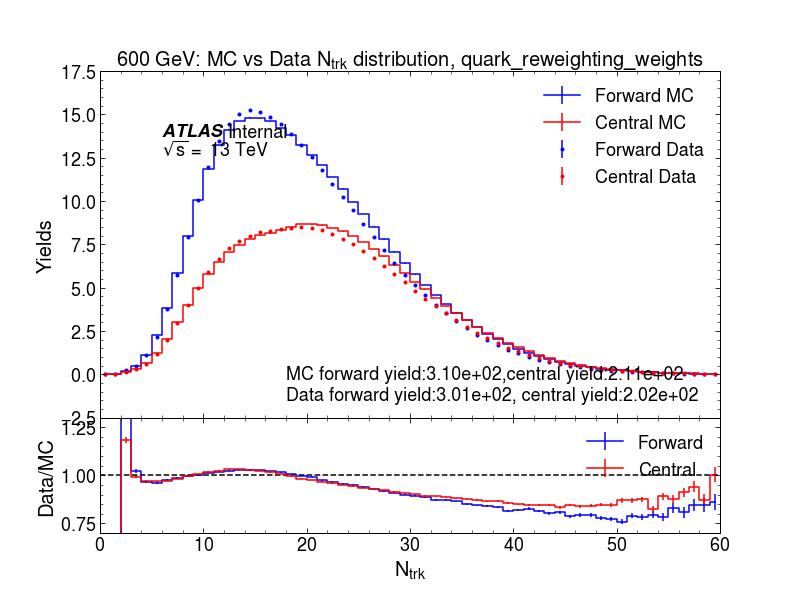 600 GeV: MC vs Data Ntrk distribution, quark_reweighting_weights
17.5
15.0
12.5
10.0
7.5
5.0
2.5
0.0
−2.5
Yields
ATLAS Internal
√s = 13 TeV
Forward MC
Central MC
Forward Data
Central Data
MC forward yield:3.10e+02,central yield:2.11e+02
Data forward yield:3.01e+02, central yield:2.02e+02
1.25
1.00
0.75
Data/MC
Forward
Central
0 10 20 30 40 50 60
Ntrk